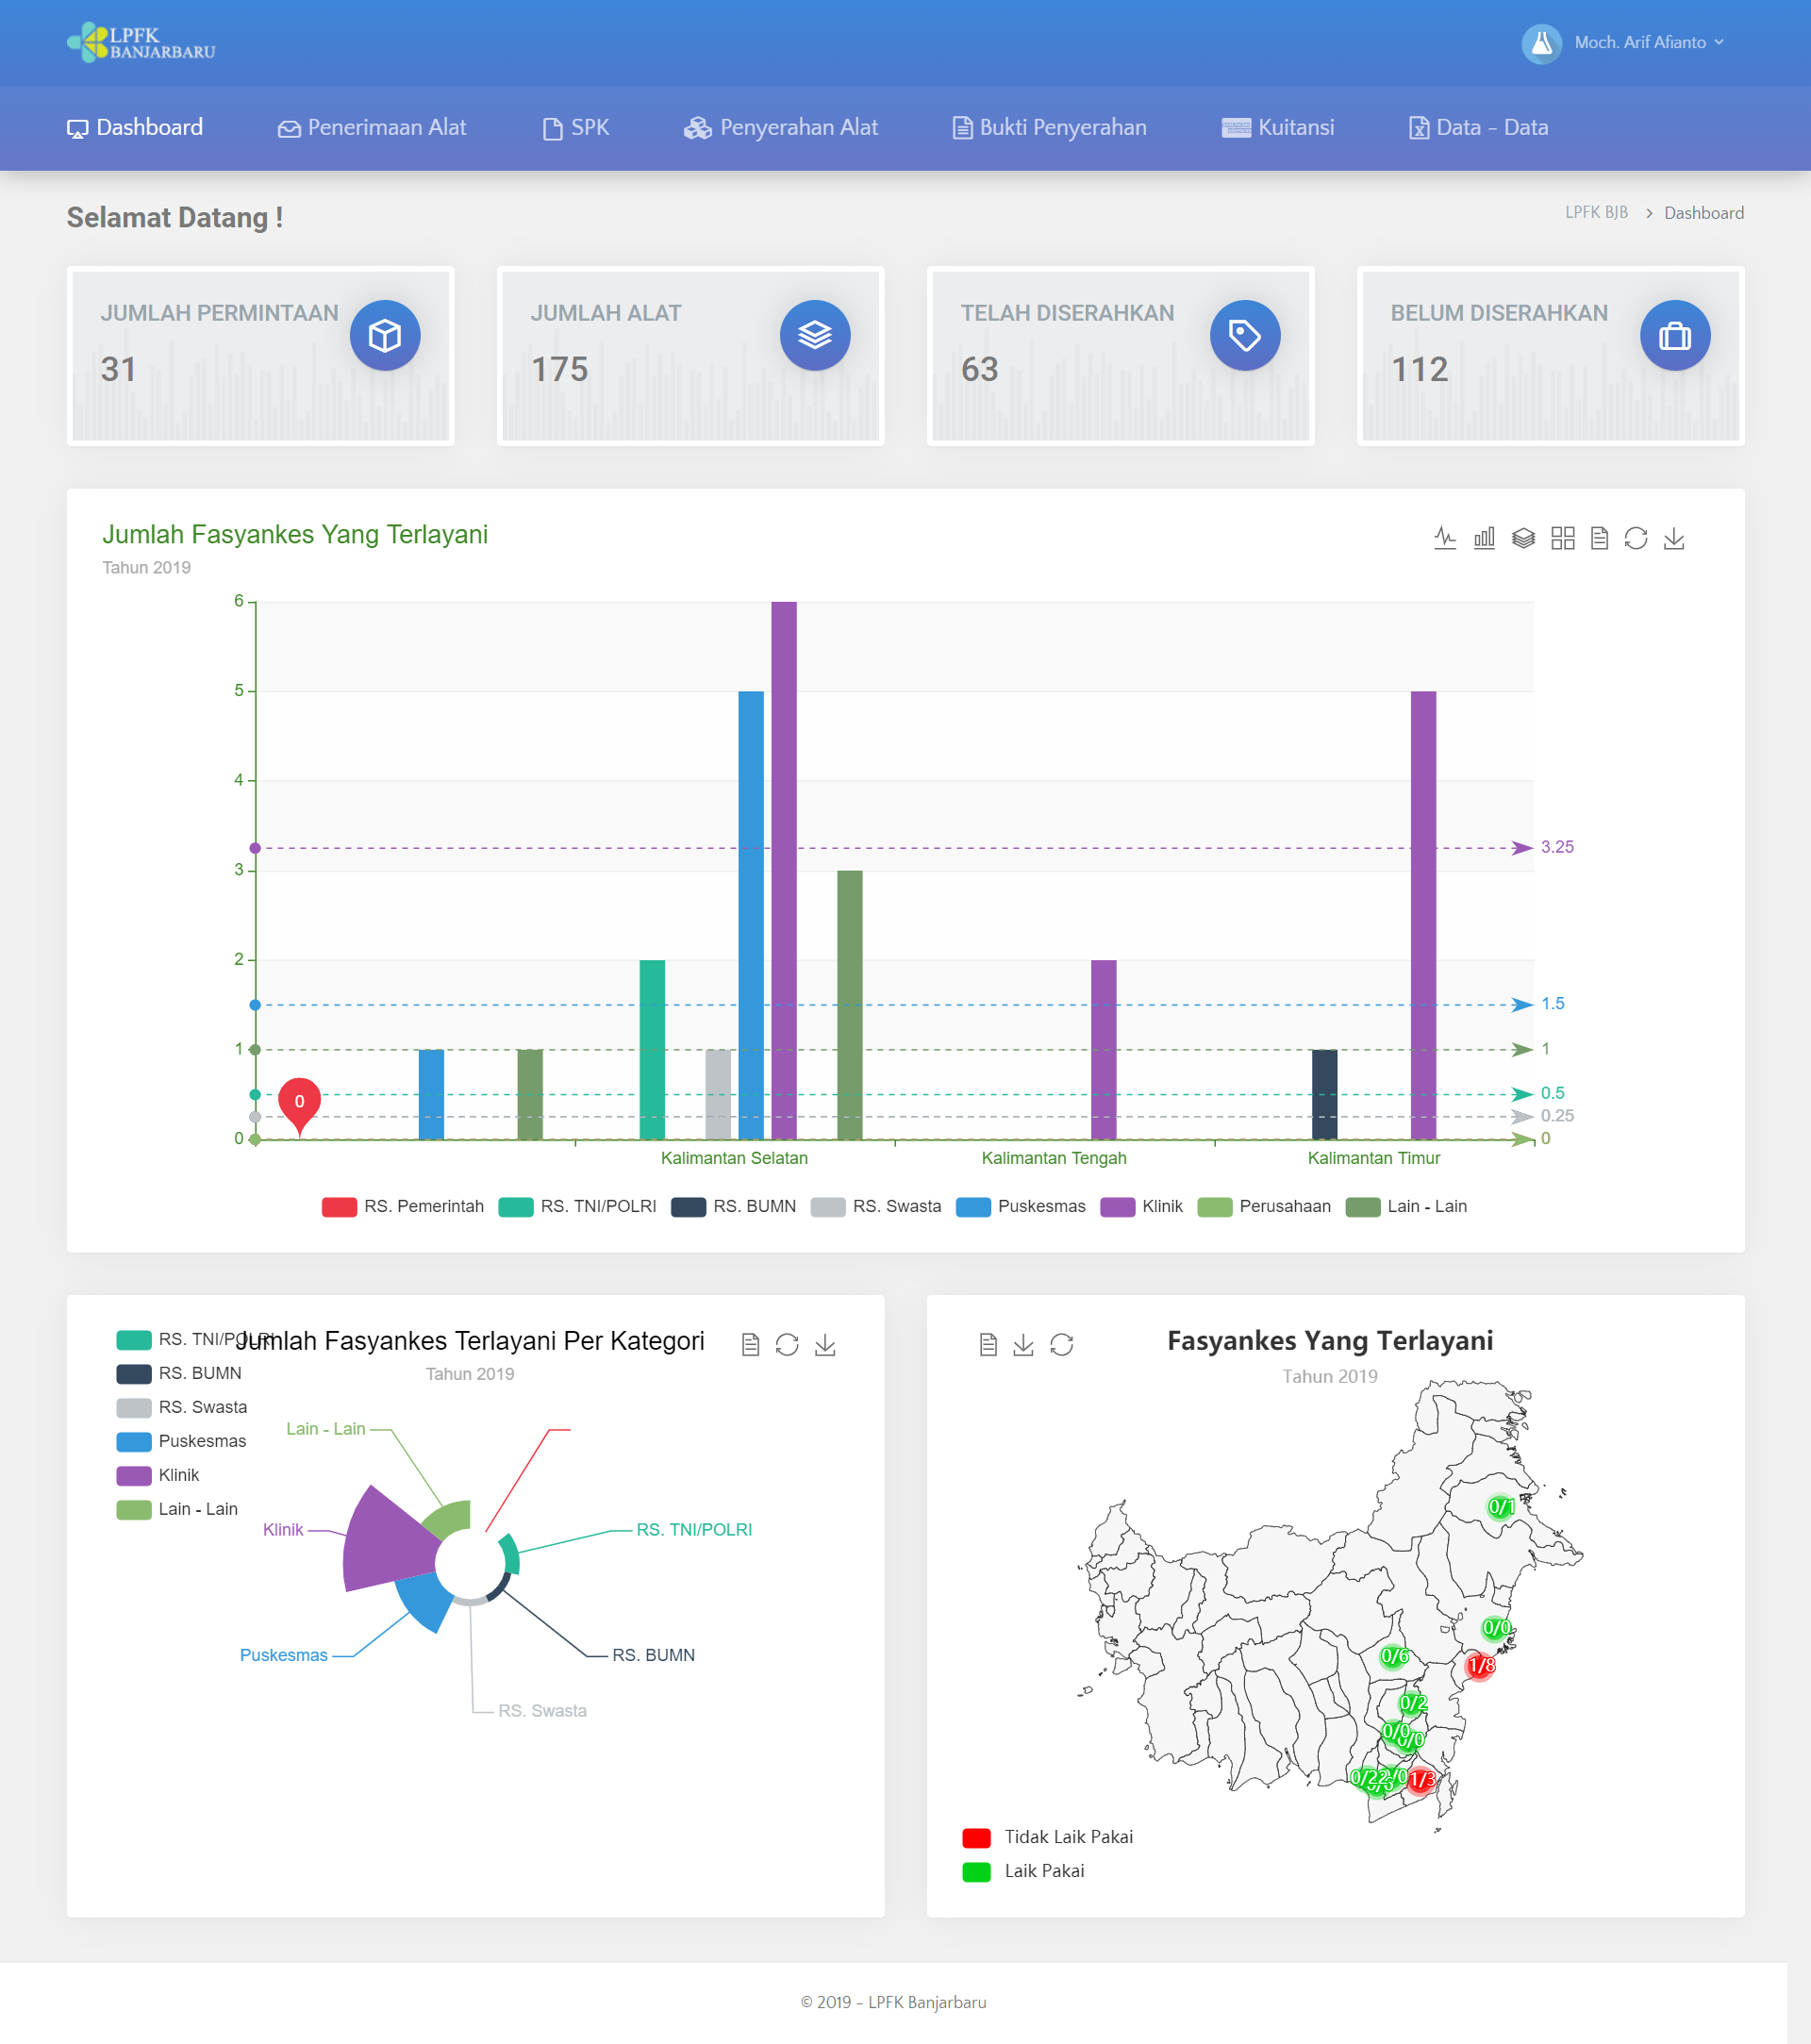 LPFK
BANJARBARU
Moch. Arif Afianto
Dashboard
Penerimaan Alat
SPK
Penyerahan Alat
Bukti Penyerahan
Kuitansi
Data - Data
Selamat Datang !
LPFK BJB
Dashboard
JUMLAH PERMINTAAN
31
JUMLAH ALAT
175
TELAH DISERAHKAN
63
BELUM DISERAHKAN
112
Jumlah Fasyankes Yang Terlayani
Tahun 2019
6
5
4
3
2
1
0
0
3.25
1.5
1
0.5
0.25
0
Kalimantan Selatan
Kalimantan Tengah
Kalimantan Timur
RS. Pemerintah
RS. TNI/POLRI
RS. BUMN
RS. Swasta
Puskesmas
Klinik
Perusahaan
Lain - Lain
Jumlah Fasyankes Terlayani Per Kategori
Tahun 2019
RS. TNI/POLRI
RS. BUMN
RS. Swasta
Puskesmas
Klinik
Lain - Lain
Lain - Lain
Klinik
RS. TNI/POLRI
Puskesmas
RS. BUMN
RS. Swasta
Fasyankes Yang Terlayani
Tahun 2019
0/1
0/0
0/6
1/8
0/2
0/0
0/0
1/3
Tidak Laik Pakai
Laik Pakai
© 2019 - LPFK Banjarbaru